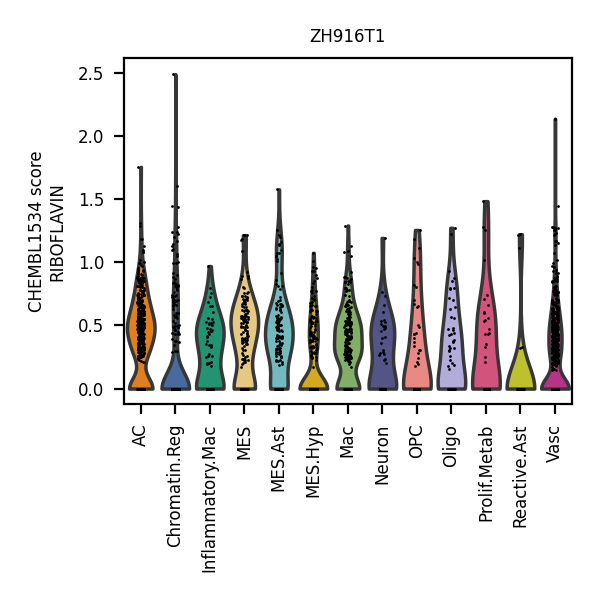 ZH916T1
CHEMBL1534 score
RIBOFLAVIN
2.5
2.0
1.5
1.0
0.5
0.0
AC
Chromatin.Reg
Inflammatory.Mac
MES
MES.Ast
MES.Hyp
Mac
Neuron
OPC
Oligo
Prolif.Metab
Reactive.Ast
Vasc